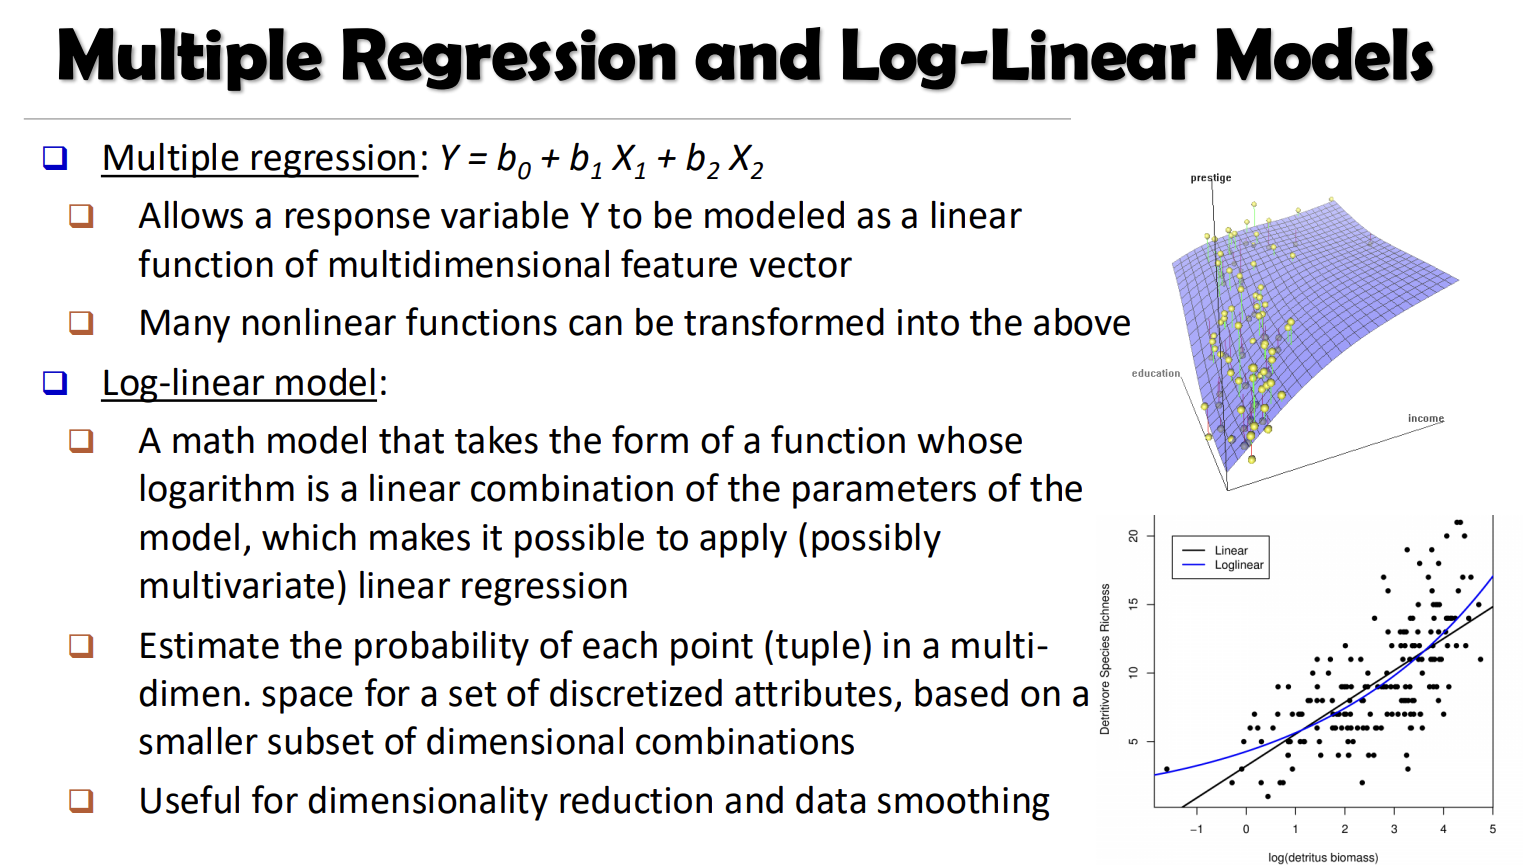 Multiple Regression and Log-Linear Models
Multiple regression: Y = b0 + b1 X1 + b2 X2
Allows a response variable Y to be modeled as a linear
function of multidimensional feature vector
Many nonlinear functions can be transformed into the above
Log-linear model:
A math model that takes the form of a function whose
logarithm is a linear combination of the parameters of the
model, which makes it possible to apply (possibly
multivariate) linear regression
Estimate the probability of each point (tuple) in a multi-
dimen. space for a set of discretized attributes, based on a
smaller subset of dimensional combinations
Useful for dimensionality reduction and data smoothing
prestige
education
income
Linear
Loglinear
Detritivore Species Richness
20
15
10
5
−1 0 1 2 3 4 5
log(detritus biomass)